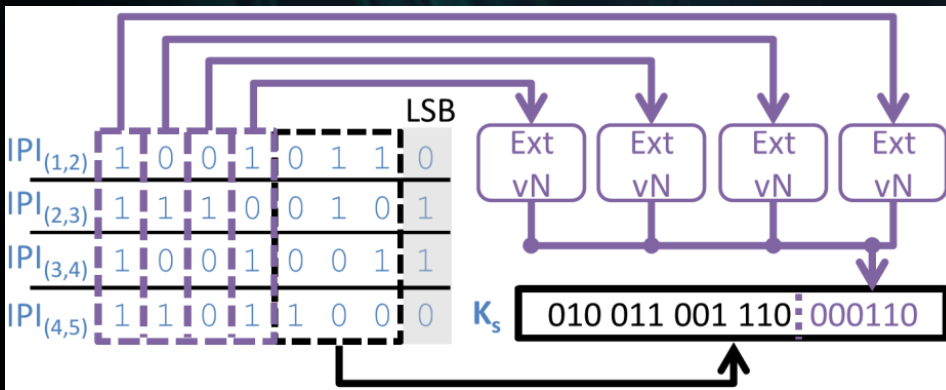 LSB
IPI(1,2) 1 0 0 1 0 1 1 0
IPI(2,3) 1 1 1 0 0 1 0 1
IPI(3,4) 1 0 0 1 0 0 1 1
IPI(4,5) 1 1 0 1 1 0 0 0
Ext vN
Ext vN
Ext vN
Ext vN
Ks 010 011 001 110 000110